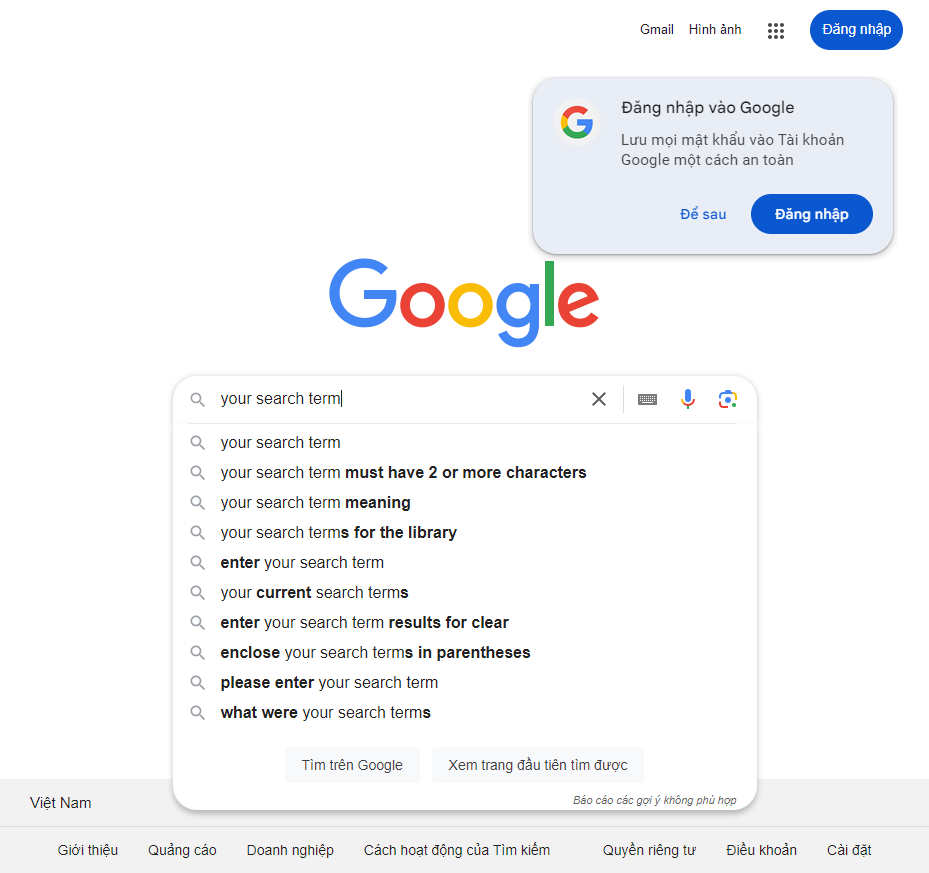 Gmail Hình ảnh Đăng nhập
Đăng nhập vào Google
Lưu mọi mật khẩu vào Tài khoản
Google một cách an toàn
Để sau Đăng nhập
Google
your search term
your search term
your search term must have 2 or more characters
your search term meaning
your search terms for the library
enter your search term
your current search terms
enter your search term results for clear
enclose your search terms in parentheses
please enter your search term
what were your search terms
Tìm trên Google Xem trang đầu tiên tìm được
Báo cáo các gợi ý không phù hợp
Việt Nam
Giới thiệu Quảng cáo Doanh nghiệp Cách hoạt động của Tìm kiếm Quyền riêng tư Điều khoản Cài đặt